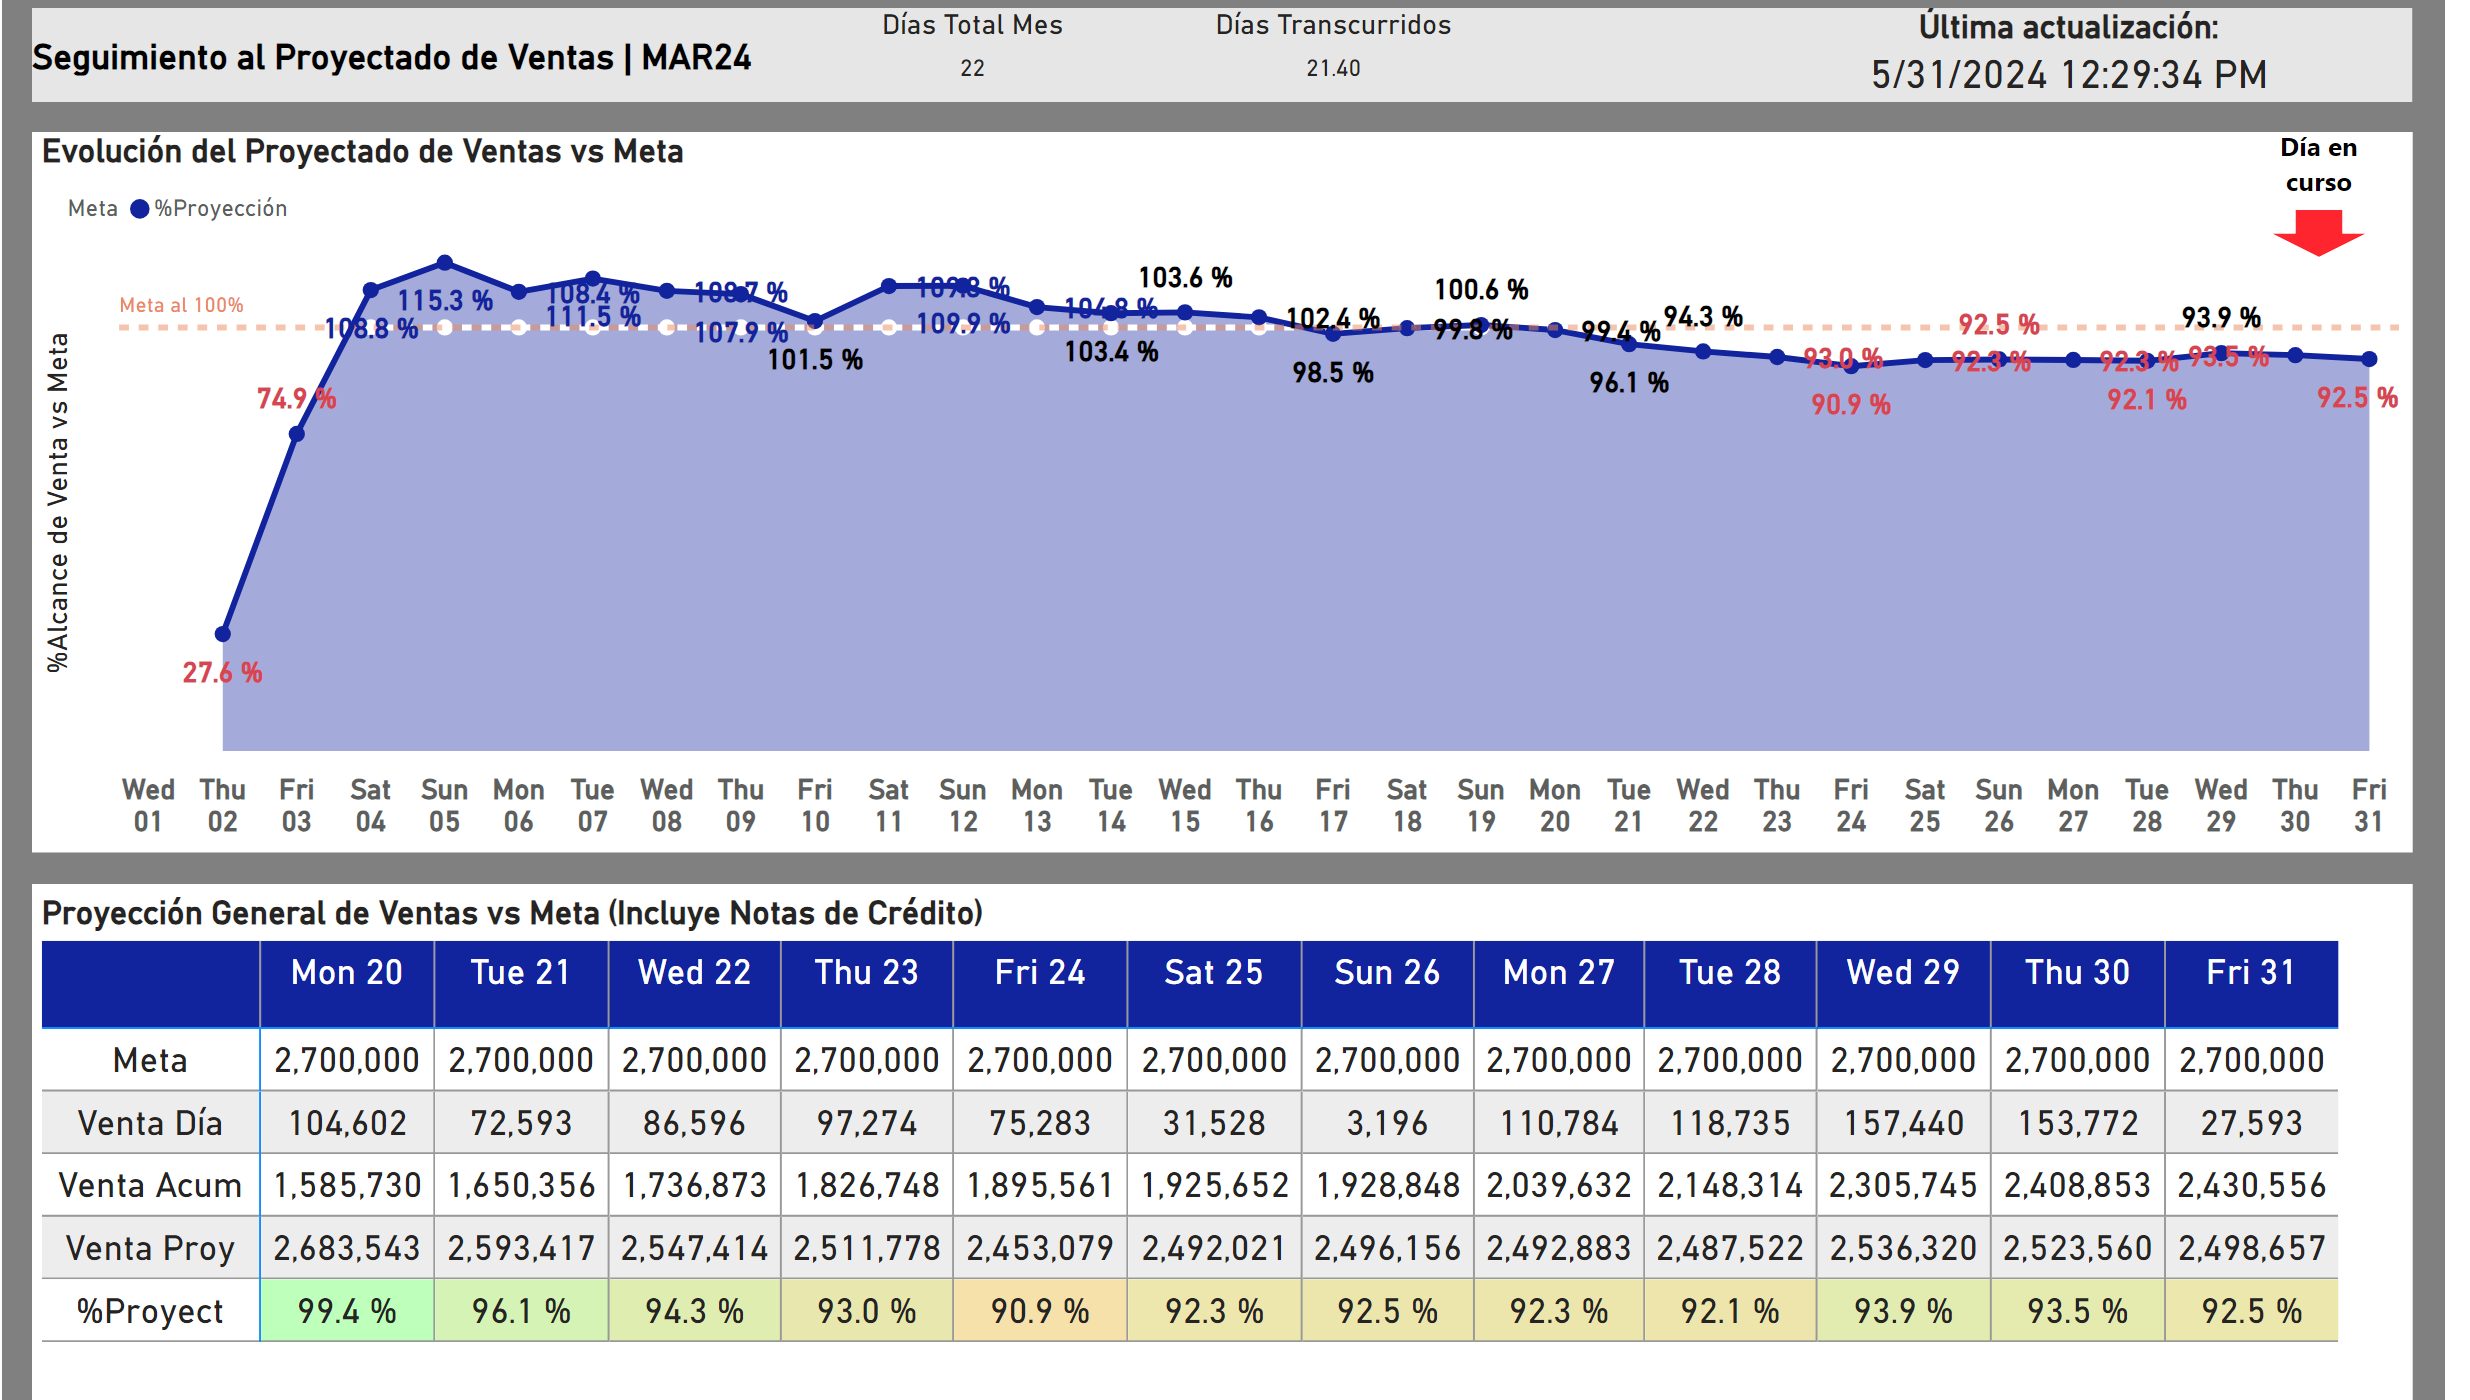 Seguimiento al Proyectado de Ventas | MAR24
Días Total Mes
22
Días Transcurridos
21.40
Última actualización:
5/31/2024 12:29:34 PM
Evolución del Proyectado de Ventas vs Meta
Día en
curso
Meta %Proyección
Meta al 100%
%Alcance de Venta vs Meta
27.6 %
74.9 %
108.8 %
115.3 %
108.4 %
111.5 %
108.7 %
107.9 %
101.5 %
109.8 %
109.9 %
104.8 %
103.4 %
103.6 %
102.4 %
98.5 %
99.8 %
100.6 %
99.4 %
96.1 %
94.3 %
93.0 %
90.9 %
92.3 %
92.5 %
92.3 %
92.1 %
93.9 %
93.5 %
92.5 %
Wed Thu Fri Sat Sun Mon Tue Wed Thu Fri Sat Sun Mon Tue Wed Thu Fri Sat Sun Mon Tue Wed Thu Fri Sat Sun Mon Tue Wed Thu Fri
01 02 03 04 05 06 07 08 09 10 11 12 13 14 15 16 17 18 19 20 21 22 23 24 25 26 27 28 29 30 31
Proyección General de Ventas vs Meta (Incluye Notas de Crédito)
Mon 20 Tue 21 Wed 22 Thu 23 Fri 24 Sat 25 Sun 26 Mon 27 Tue 28 Wed 29 Thu 30 Fri 31
Meta 2,700,000 2,700,000 2,700,000 2,700,000 2,700,000 2,700,000 2,700,000 2,700,000 2,700,000 2,700,000 2,700,000 2,700,000
Venta Día 104,602 72,593 86,596 97,274 75,283 31,528 3,196 110,784 118,735 157,440 153,772 27,593
Venta Acum 1,585,730 1,650,356 1,736,873 1,826,748 1,895,561 1,925,652 1,928,848 2,039,632 2,148,314 2,305,745 2,408,853 2,430,556
Venta Proy 2,683,543 2,593,417 2,547,414 2,511,778 2,453,079 2,492,021 2,496,156 2,492,883 2,487,522 2,536,320 2,523,560 2,498,657
%Proyect 99.4 % 96.1 % 94.3 % 93.0 % 90.9 % 92.3 % 92.5 % 92.3 % 92.1 % 93.9 % 93.5 % 92.5 %